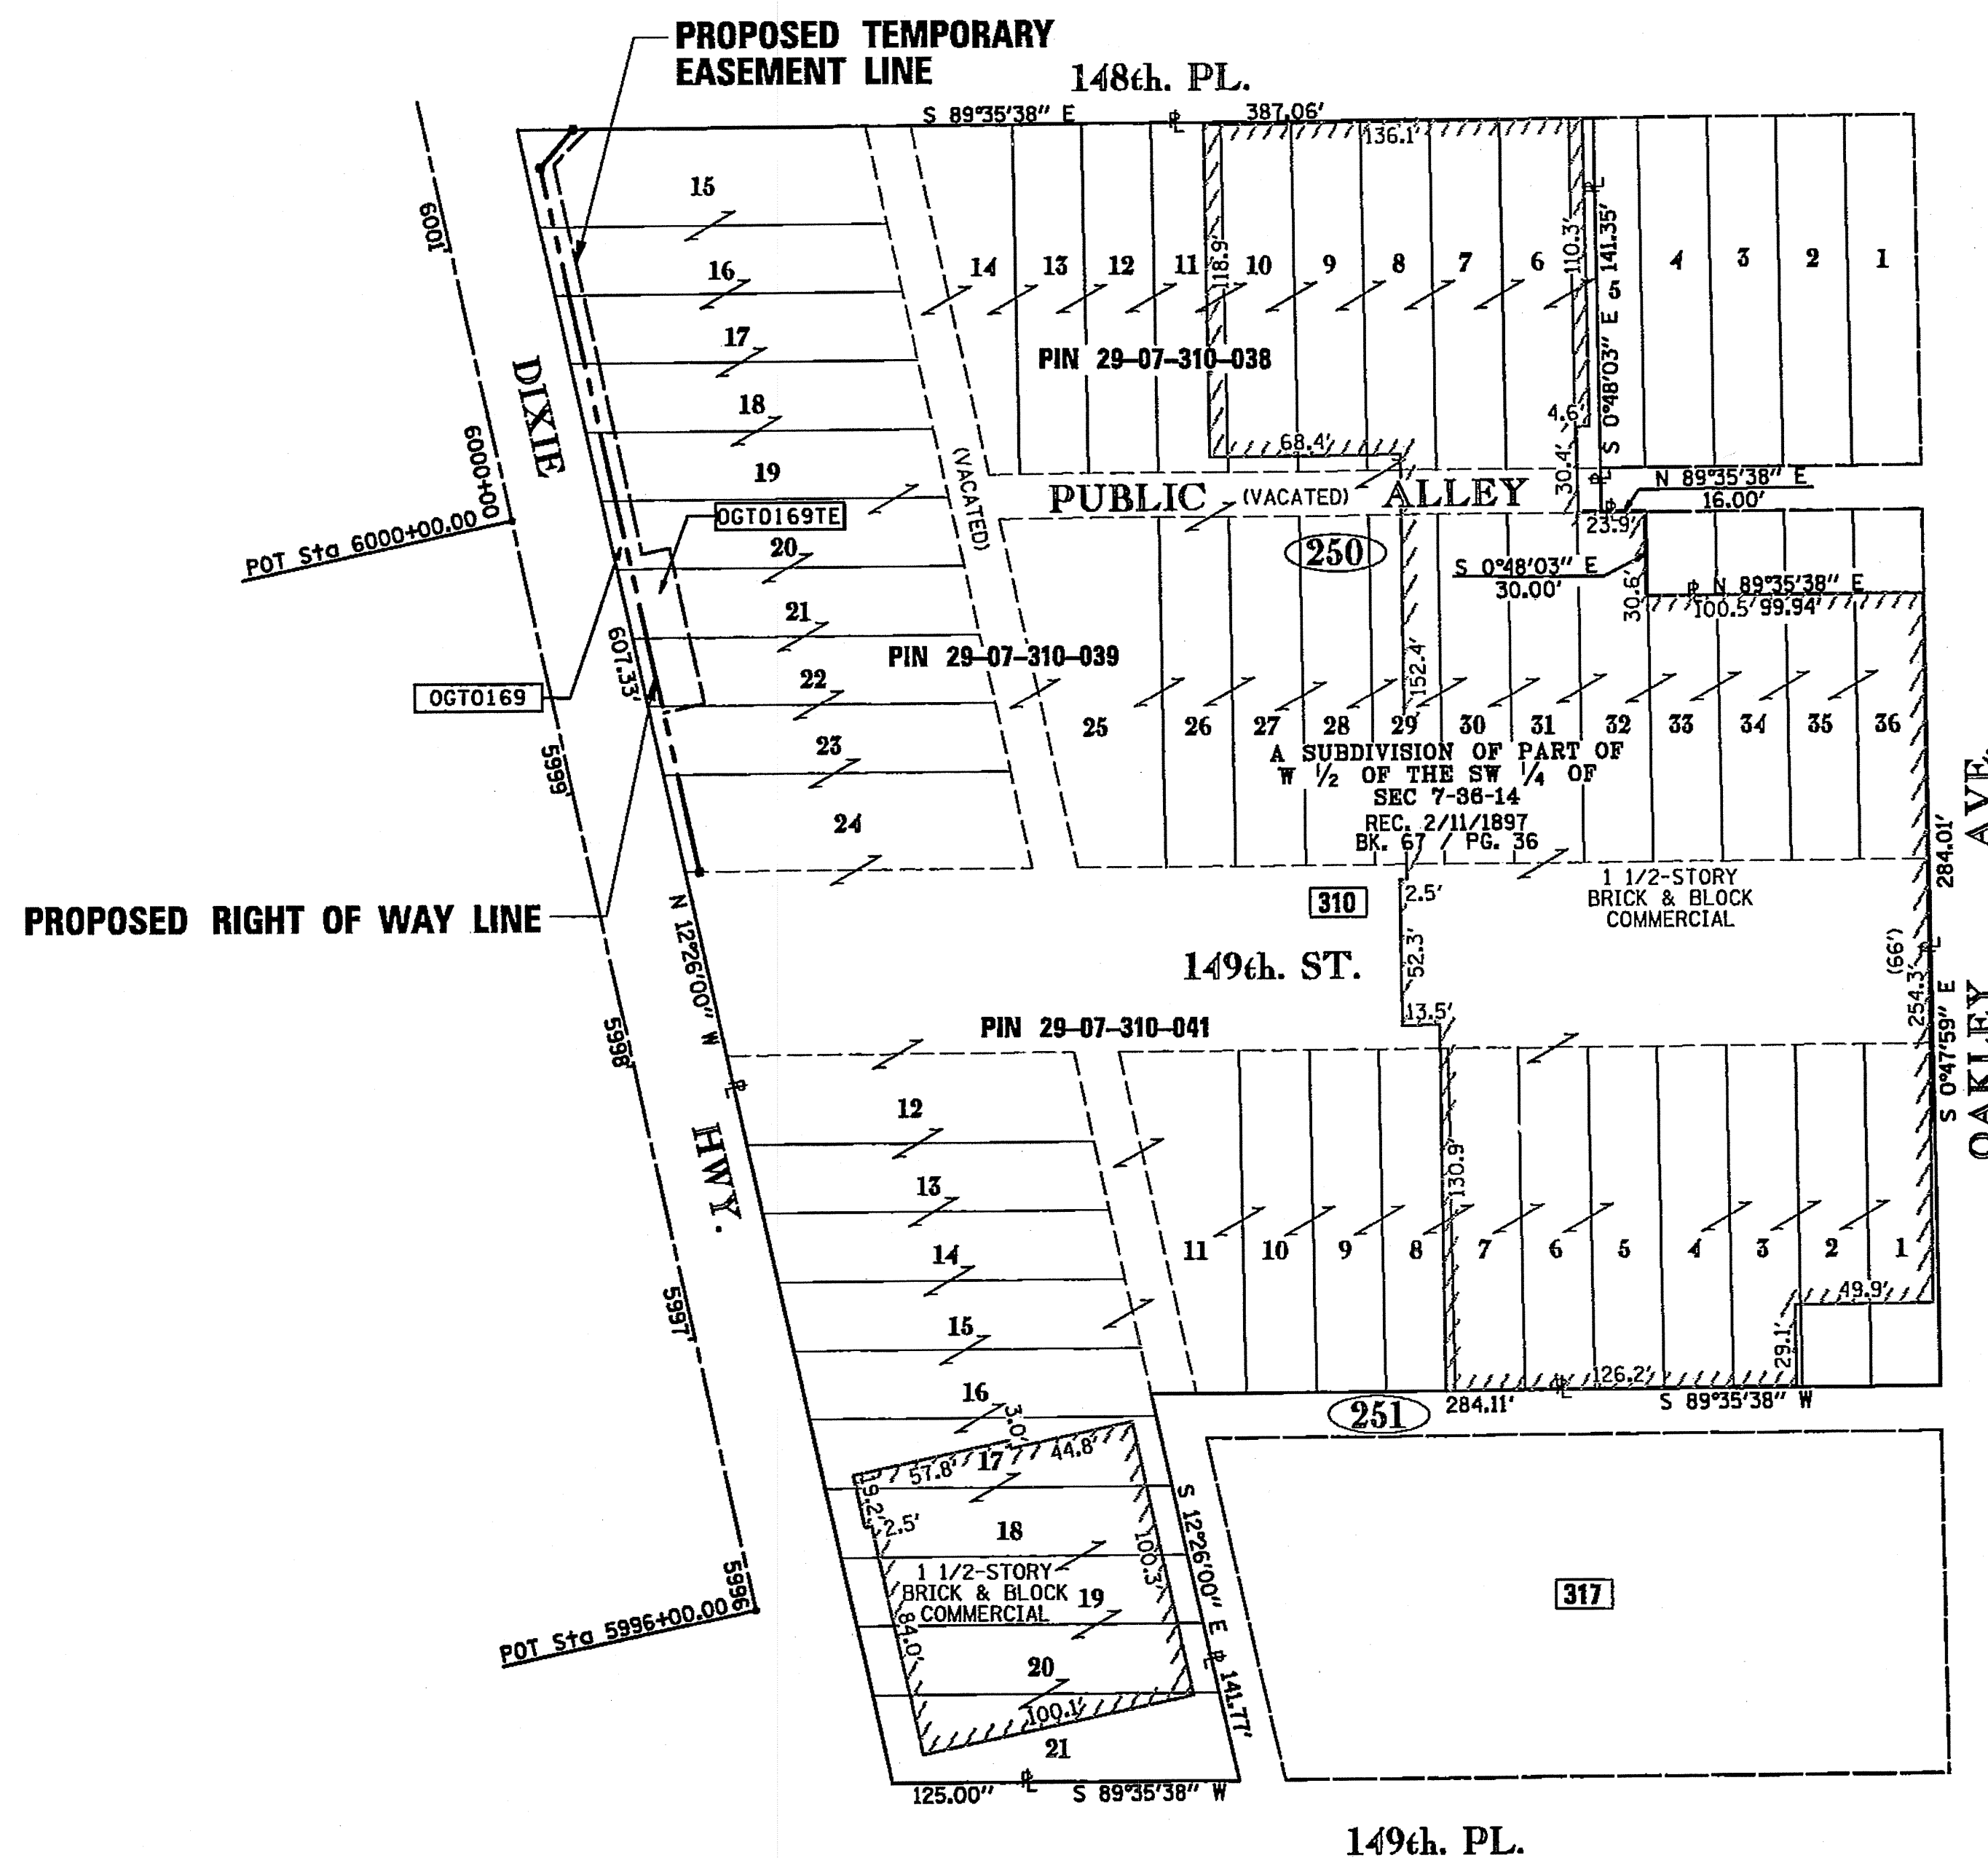 PROPOSED TEMPORARY
EASEMENT LINE
148th. PL.
S 89°35'38" E
387.06'
136.1'
15
16
17
18
19
20
21
22
23
24
14
13
12
11
10
9
8
7
6
5
4
3
2
1
118.9'
110.3'
S 0°48'03" E
141.35'
PIN 29-07-310-038
4.6'
30.4'
68.4'
(VACATED)
PUBLIC (VACATED) ALLEY
N 89°35'38" E
16.00'
23.9'
250
S 0°48'03" E
30.00'
30.6'
N 89°35'38" E
100.5' 99.94'
6001
DIXIE
6000+00
POT Sta 6000+00.00
0GT0169TE
0GT0169
607.33'
PIN 29-07-310-039
152.4'
25
26
27
28
29
30
31
32
33
34
35
36
A SUBDIVISION OF PART OF
W 1/2 OF THE SW 1/4 OF
SEC 7-36-14
REC. 2/11/1897
BK. 67 / PG. 36
5999
PROPOSED RIGHT OF WAY LINE
N 12°26'00" W
310
2.5'
1 1/2-STORY
BRICK & BLOCK
COMMERCIAL
284.01'
(66')
254.3'
S 0°47'59" E
OAKLEY AVE.
52.3'
149th. ST.
13.5'
PIN 29-07-310-041
5998
HWY.
12
13
14
15
16
17
18
19
20
21
11
10
9
8
7
6
5
4
3
2
1
130.9'
49.9'
29.1'
126.2'
284.11'
S 89°35'38" W
251
5997
3.0'
57.8'
44.8'
19.2'
2.5'
100.3'
1 1/2-STORY
BRICK & BLOCK
COMMERCIAL
84.0'
100.1'
S 12°26'00" E
141.77'
317
5996
POT Sta 5996+00.00
125.00"
S 89°35'38" W
149th. PL.